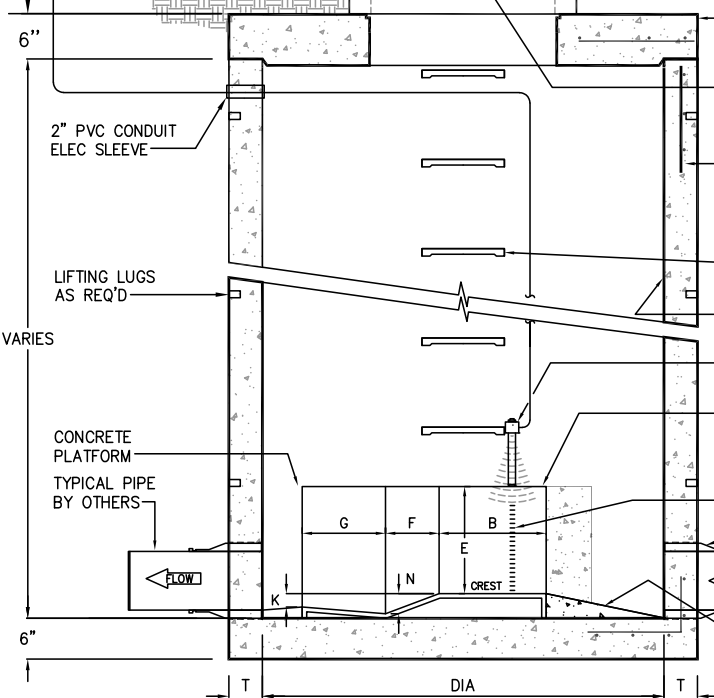 6"
2" PVC CONDUIT
ELEC SLEEVE
LIFTING LUGS
AS REQ'D
VARIES
CONCRETE
PLATFORM
TYPICAL PIPE
BY OTHERS
G
F
B
E
FLOW
K
N
CREST
6"
T
DIA
T